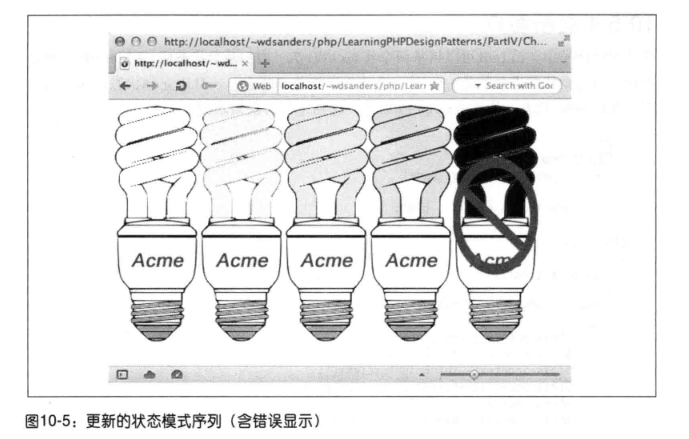 http://localhost/~wdsanders/php/LearningPHPDesignPatterns/PartIV/Ch...
http://localhost/~wd...
Web
localhost/~wdsanders/php/Learr
Search with Goo
Acme
Acme
Acme
Acme
Acme
图10-5：更新的状态模式序列（含错误显示）